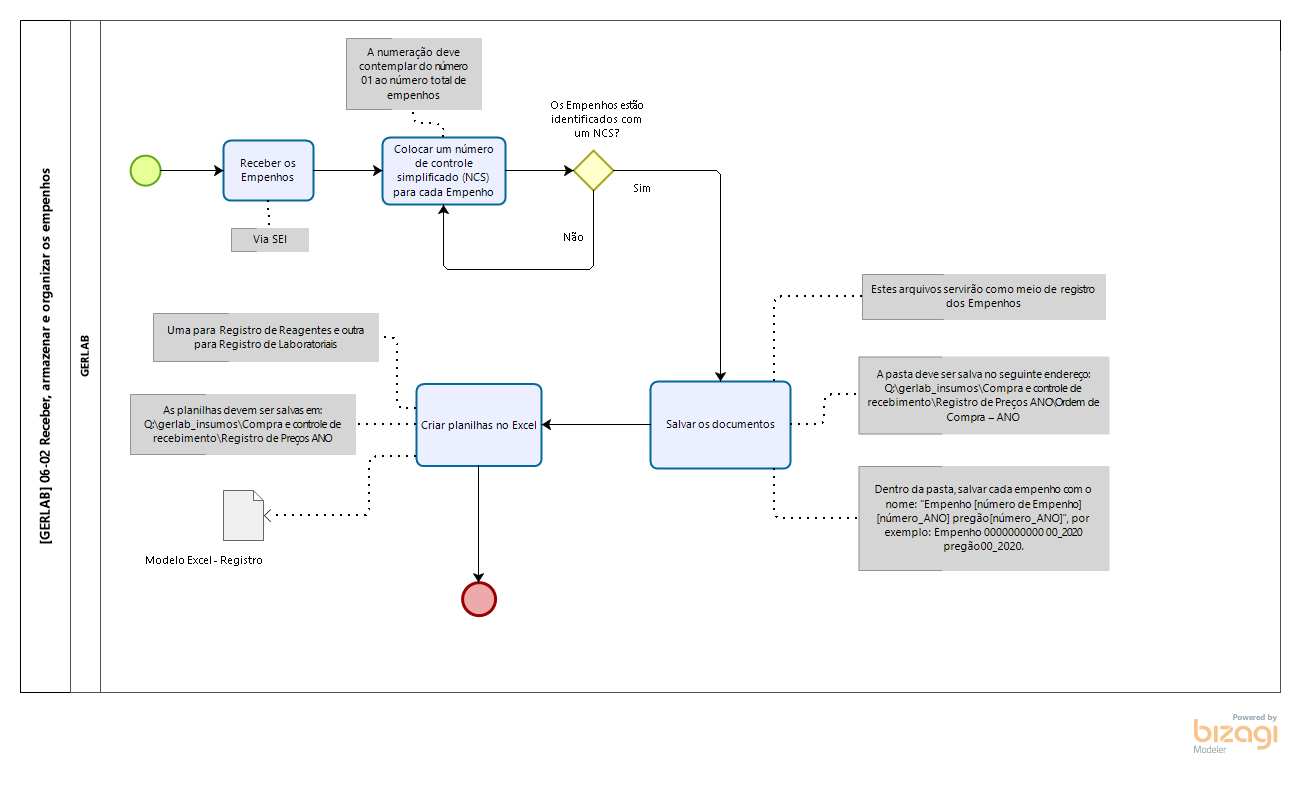 [GERLAB] 06-02 Receber, armazenar e organizar os empenhos
GERLAB
A numeração deve
contemplar do número
01 ao número total de
empenhos
Os Empenhos estão
identificados com
um NCS?
Receber os
Empenhos
Colocar um número
de controle
simplificado (NCS)
para cada Empenho
Sim
Não
Via SEI
Estes arquivos servirão como meio de registro
dos Empenhos
Uma para Registro de Reagentes e outra
para Registro de Laboratoriais
A pasta deve ser salva no seguinte endereço:
Q:\gerlab_insumos\Compra e controle de
recebimento\Registro de Preços ANO\Ordem de
Compra – ANO
As planilhas devem ser salvas em:
Q:\gerlab_insumos\Compra e controle de
recebimento\Registro de Preços ANO
Criar planilhas no Excel
Salvar os documentos
Dentro da pasta, salvar cada empenho com o
nome: "Empenho [número de Empenho]
[número_ANO] pregão[número_ANO]", por
exemplo: Empenho 0000000000 00_2020
pregão00_2020.
Modelo Excel - Registro
Powered by
bizagi
Modeler